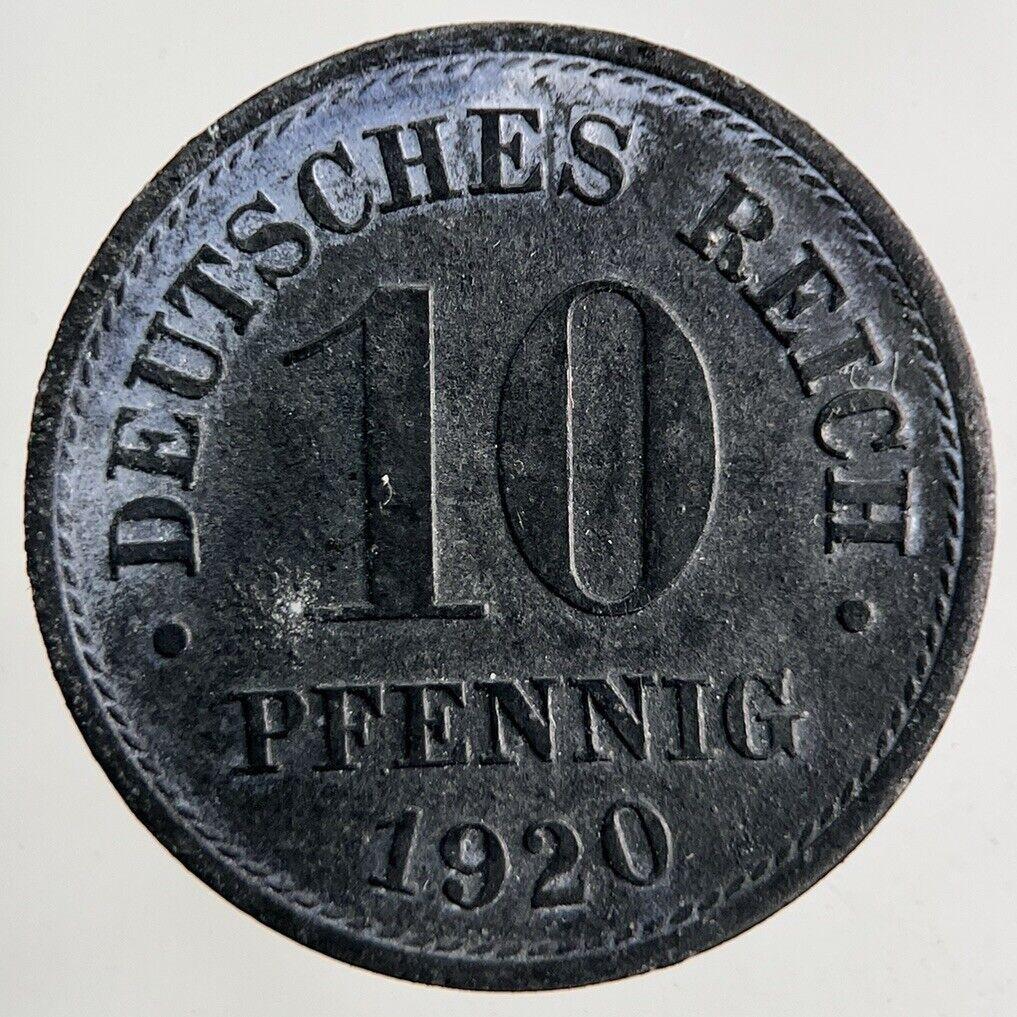 DEUTSCHES REICH
10
PFENNIG
1920